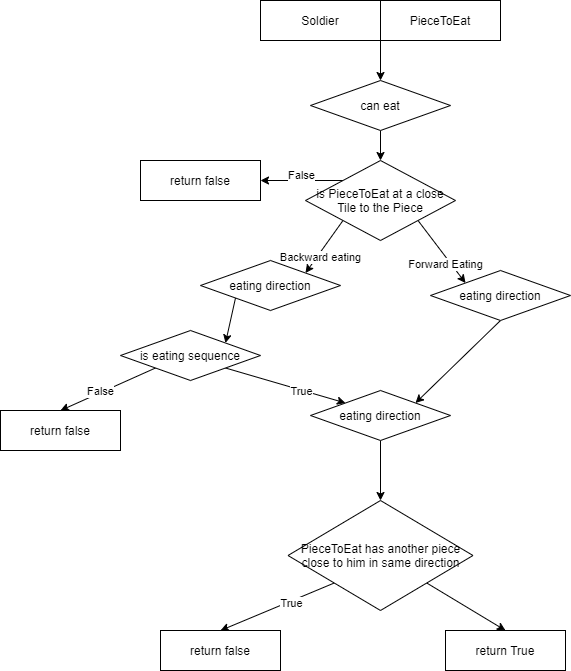 Soldier
PieceToEat
can eat
False
return false
is PieceToEat at a close
Tile to the Piece
Backward eating
Forward Eating
eating direction
eating direction
is eating sequence
False
True
return false
eating direction
PieceToEat has another piece
close to him in same direction
True
return false
return True